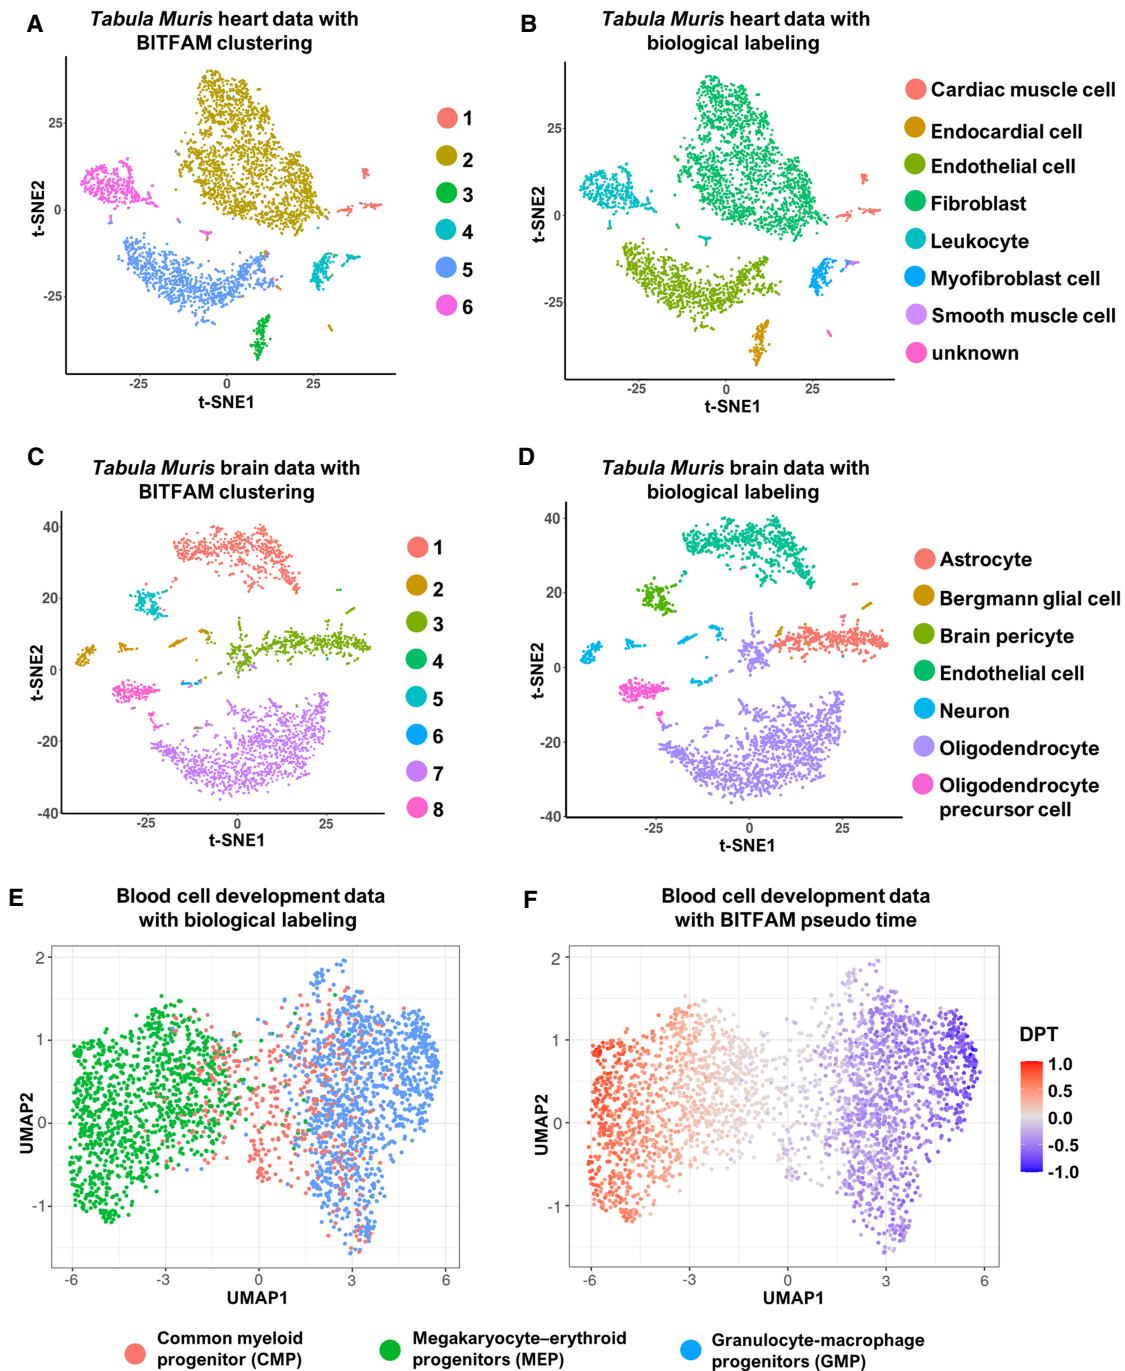 A
Tabula Muris heart data with
BITFAM clustering
25
0
-25
t-SNE2
-25
0
25
t-SNE1
1
2
3
4
5
6
B
Tabula Muris heart data with
biological labeling
25
0
-25
t-SNE2
-25
0
25
t-SNE1
Cardiac muscle cell
Endocardial cell
Endothelial cell
Fibroblast
Leukocyte
Myofibroblast cell
Smooth muscle cell
unknown
C
Tabula Muris brain data with
BITFAM clustering
40
20
0
-20
-40
t-SNE2
-25
0
25
t-SNE1
1
2
3
4
5
6
7
8
D
Tabula Muris brain data with
biological labeling
40
20
0
-20
-40
t-SNE2
-25
0
25
t-SNE1
Astrocyte
Bergmann glial cell
Brain pericyte
Endothelial cell
Neuron
Oligodendrocyte
Oligodendrocyte
precursor cell
E
Blood cell development data
with biological labeling
2
1
0
-1
UMAP2
-6
-3
0
3
6
UMAP1
F
Blood cell development data
with BITFAM pseudo time
2
1
0
-1
UMAP2
-6
-3
0
3
6
UMAP1
DPT
1.0
0.5
0.0
-0.5
-1.0
Common myeloid
progenitor (CMP)
Megakaryocyte–erythroid
progenitors (MEP)
Granulocyte-macrophage
progenitors (GMP)